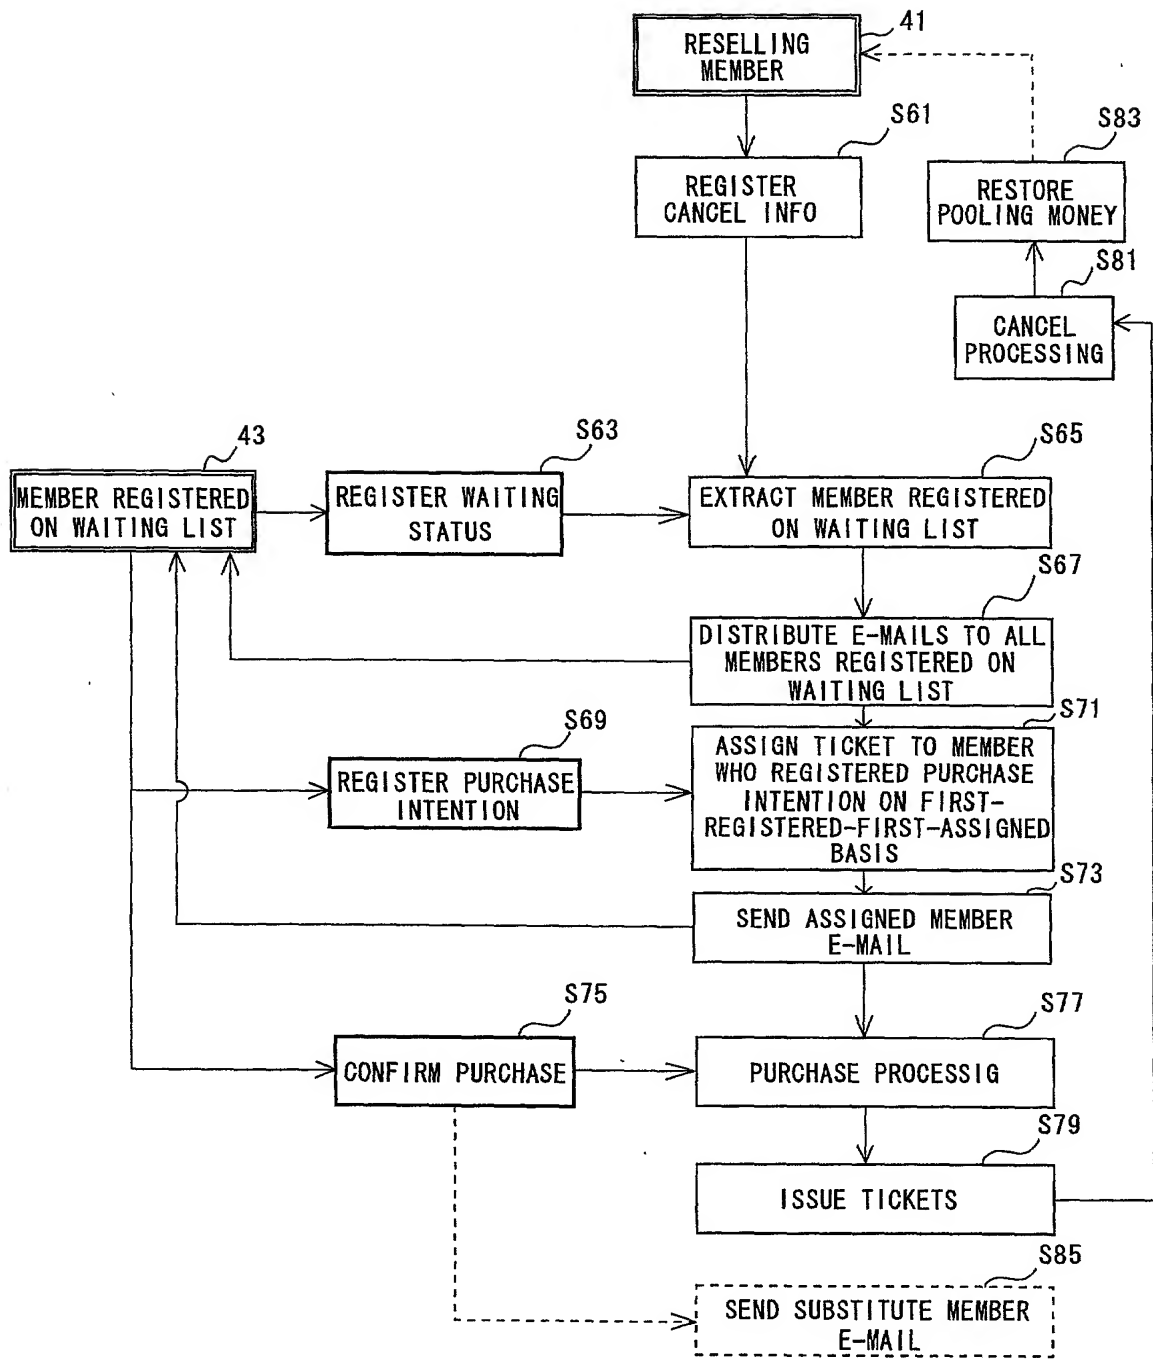 41
RESELLING
MEMBER
S61
REGISTER
CANCEL INFO
S83
RESTORE
POOLING MONEY
S81
CANCEL
PROCESSING
43
MEMBER REGISTERED
ON WAITING LIST
S63
REGISTER WAITING
STATUS
S65
EXTRACT MEMBER REGISTERED
ON WAITING LIST
S67
DISTRIBUTE E-MAILS TO ALL
MEMBERS REGISTERED ON
WAITING LIST
S69
REGISTER PURCHASE
INTENTION
S71
ASSIGN TICKET TO MEMBER
WHO REGISTERED PURCHASE
INTENTION ON FIRST-
REGISTERED-FIRST-ASSIGNED
BASIS
S73
SEND ASSIGNED MEMBER
E-MAIL
S75
CONFIRM PURCHASE
S77
PURCHASE PROCESSIG
S79
ISSUE TICKETS
S85
SEND SUBSTITUTE MEMBER
E-MAIL